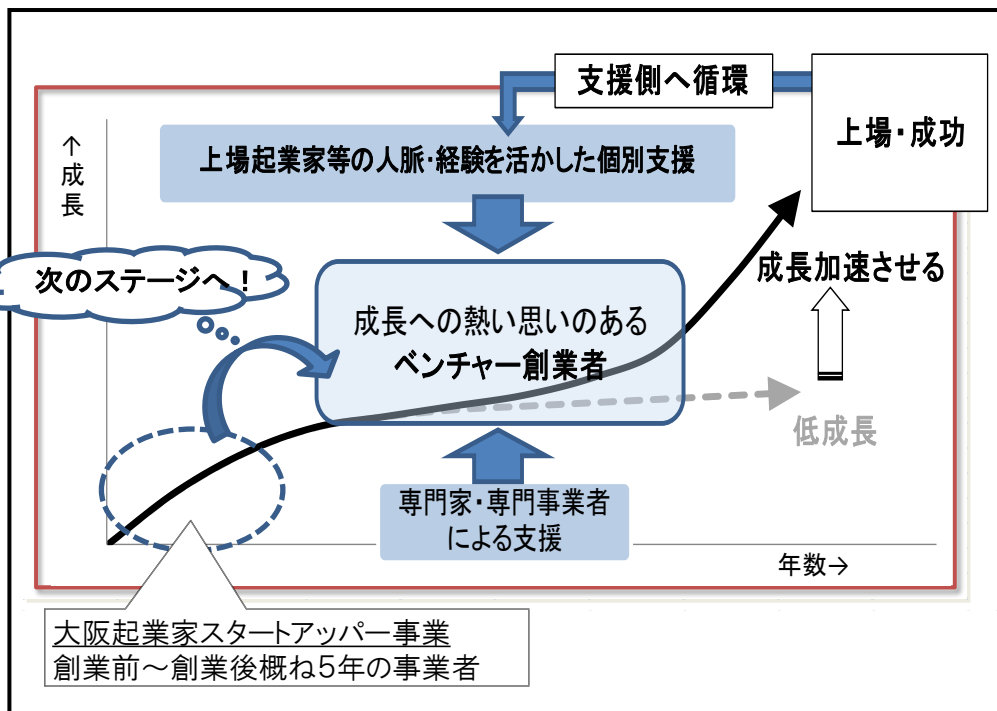 支援側へ循環
上場・成功
上場起業家等の人脈・経験を活かした個別支援
↑成長
次のステージへ！
成長加速させる
成長への熱い思いのある
ベンチャー創業者
低成長
専門家・専門事業者
による支援
年数→
大阪起業家スタートアッパー事業
創業前～創業後概ね5年の事業者